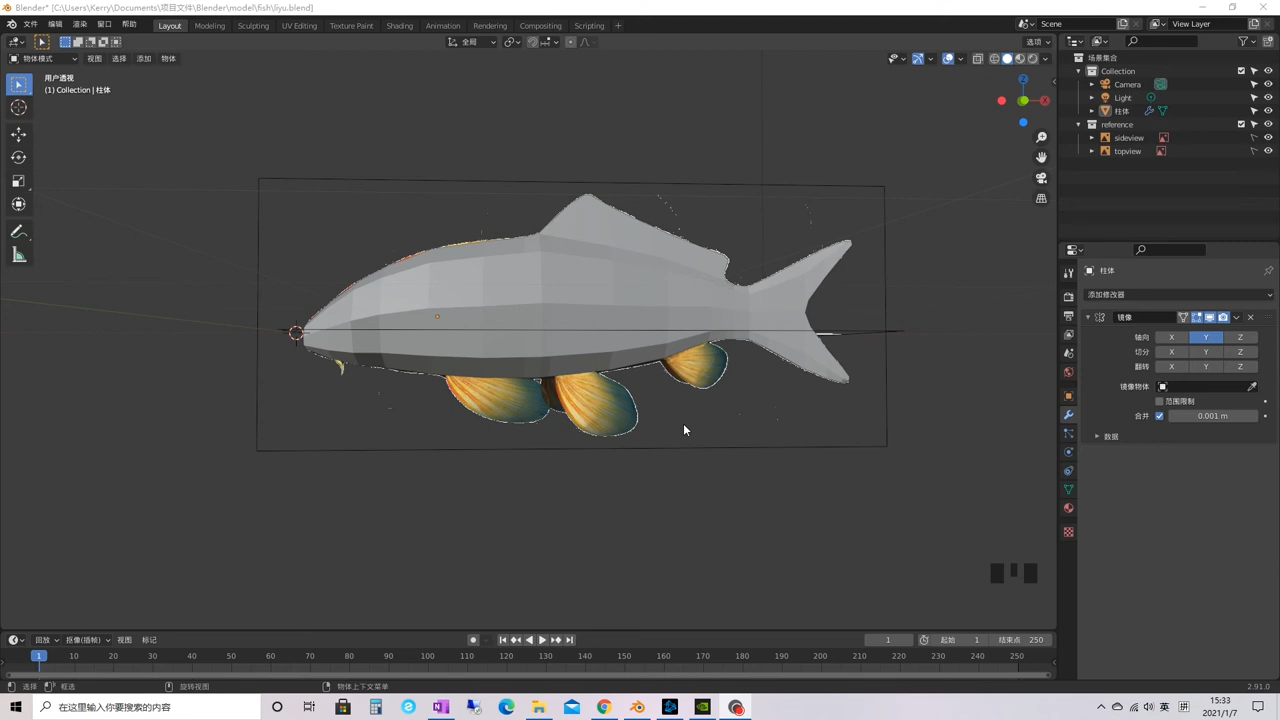 Blender* [C:\Users\Kerry\Documents\项目文件\Blender\model\fish\liyu.blend]
文件 编辑 渲染 窗口 帮助 Layout Modeling Sculpting UV Editing Texture Paint Shading Animation Rendering Compositing Scripting + Scene View Layer
全局 选项
物体模式 视图 选择 添加 物体
用户透视
(1) Collection | 柱体
Z
X
场景集合
Collection
Camera
Light
柱体
reference
sideview
topview
柱体
添加修改器
镜像
轴向 X Y Z
切分 X Y Z
翻转 X Y Z
镜像物体
范围限制
合并 0.001 m
数据
回放 抠像(插帧) 视图 标记 1 起始 1 结束点 250
1 10 20 30 40 50 60 70 80 90 100 110 120 130 140 150 160 170 180 190 200 210 220 230 240 250
选择 框选 旋转视图 物体上下文菜单 2.91.0
在这里输入你要搜索的内容 英 拼 15:33
2021/1/7